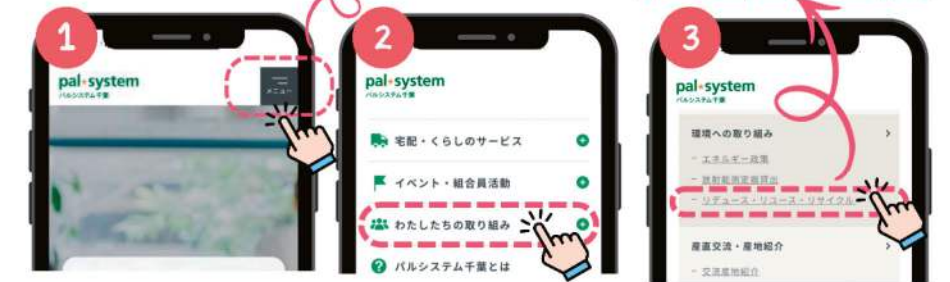 1
pal·system
パルシステム千葉
メニュー
2
pal·system
パルシステム千葉
宅配・くらしのサービス
イベント・組合員活動
わたしたちの取り組み
パルシステム千葉とは
3
pal·system
パルシステム千葉
環境への取り組み
- エネルギー政策
- 放射能測定器貸出
- リデュース・リユース・リサイクル
産直交流・産地紹介
- 交流産地紹介